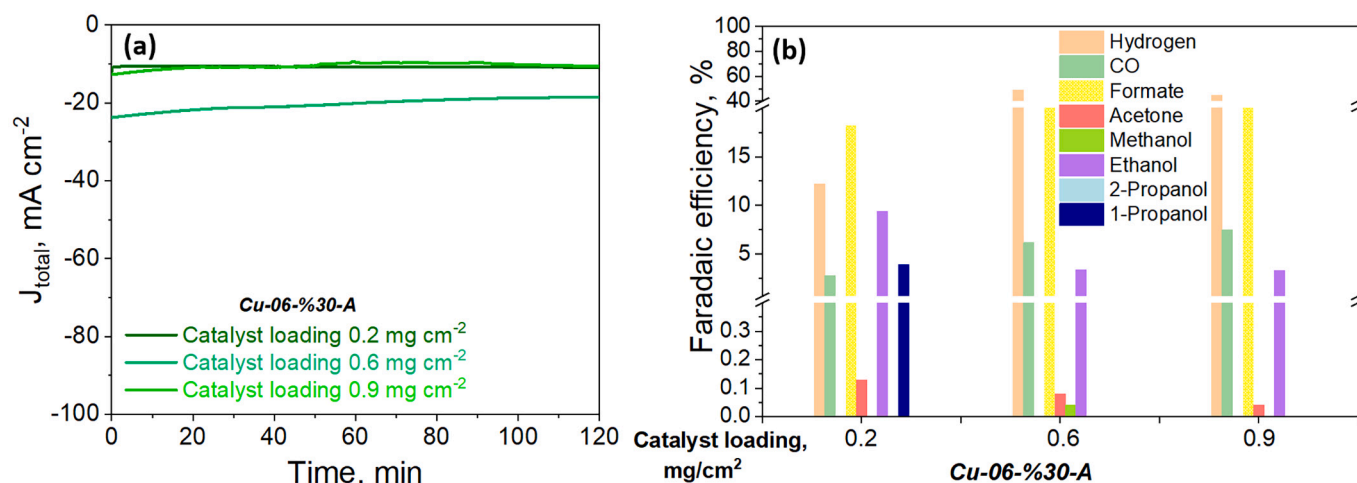 (a)
0
-20
-40
-60
-80
-100
J_total, mA cm⁻²
Cu-06-%30-A
Catalyst loading 0.2 mg cm⁻²
Catalyst loading 0.6 mg cm⁻²
Catalyst loading 0.9 mg cm⁻²
0 20 40 60 80 100 120
Time, min
(b)
100
80
60
40
15
10
5
0.3
0.2
0.1
0.0
Faradaic efficiency, %
Hydrogen
CO
Formate
Acetone
Methanol
Ethanol
2-Propanol
1-Propanol
0.2 0.6 0.9
Catalyst loading,
mg/cm²
Cu-06-%30-A